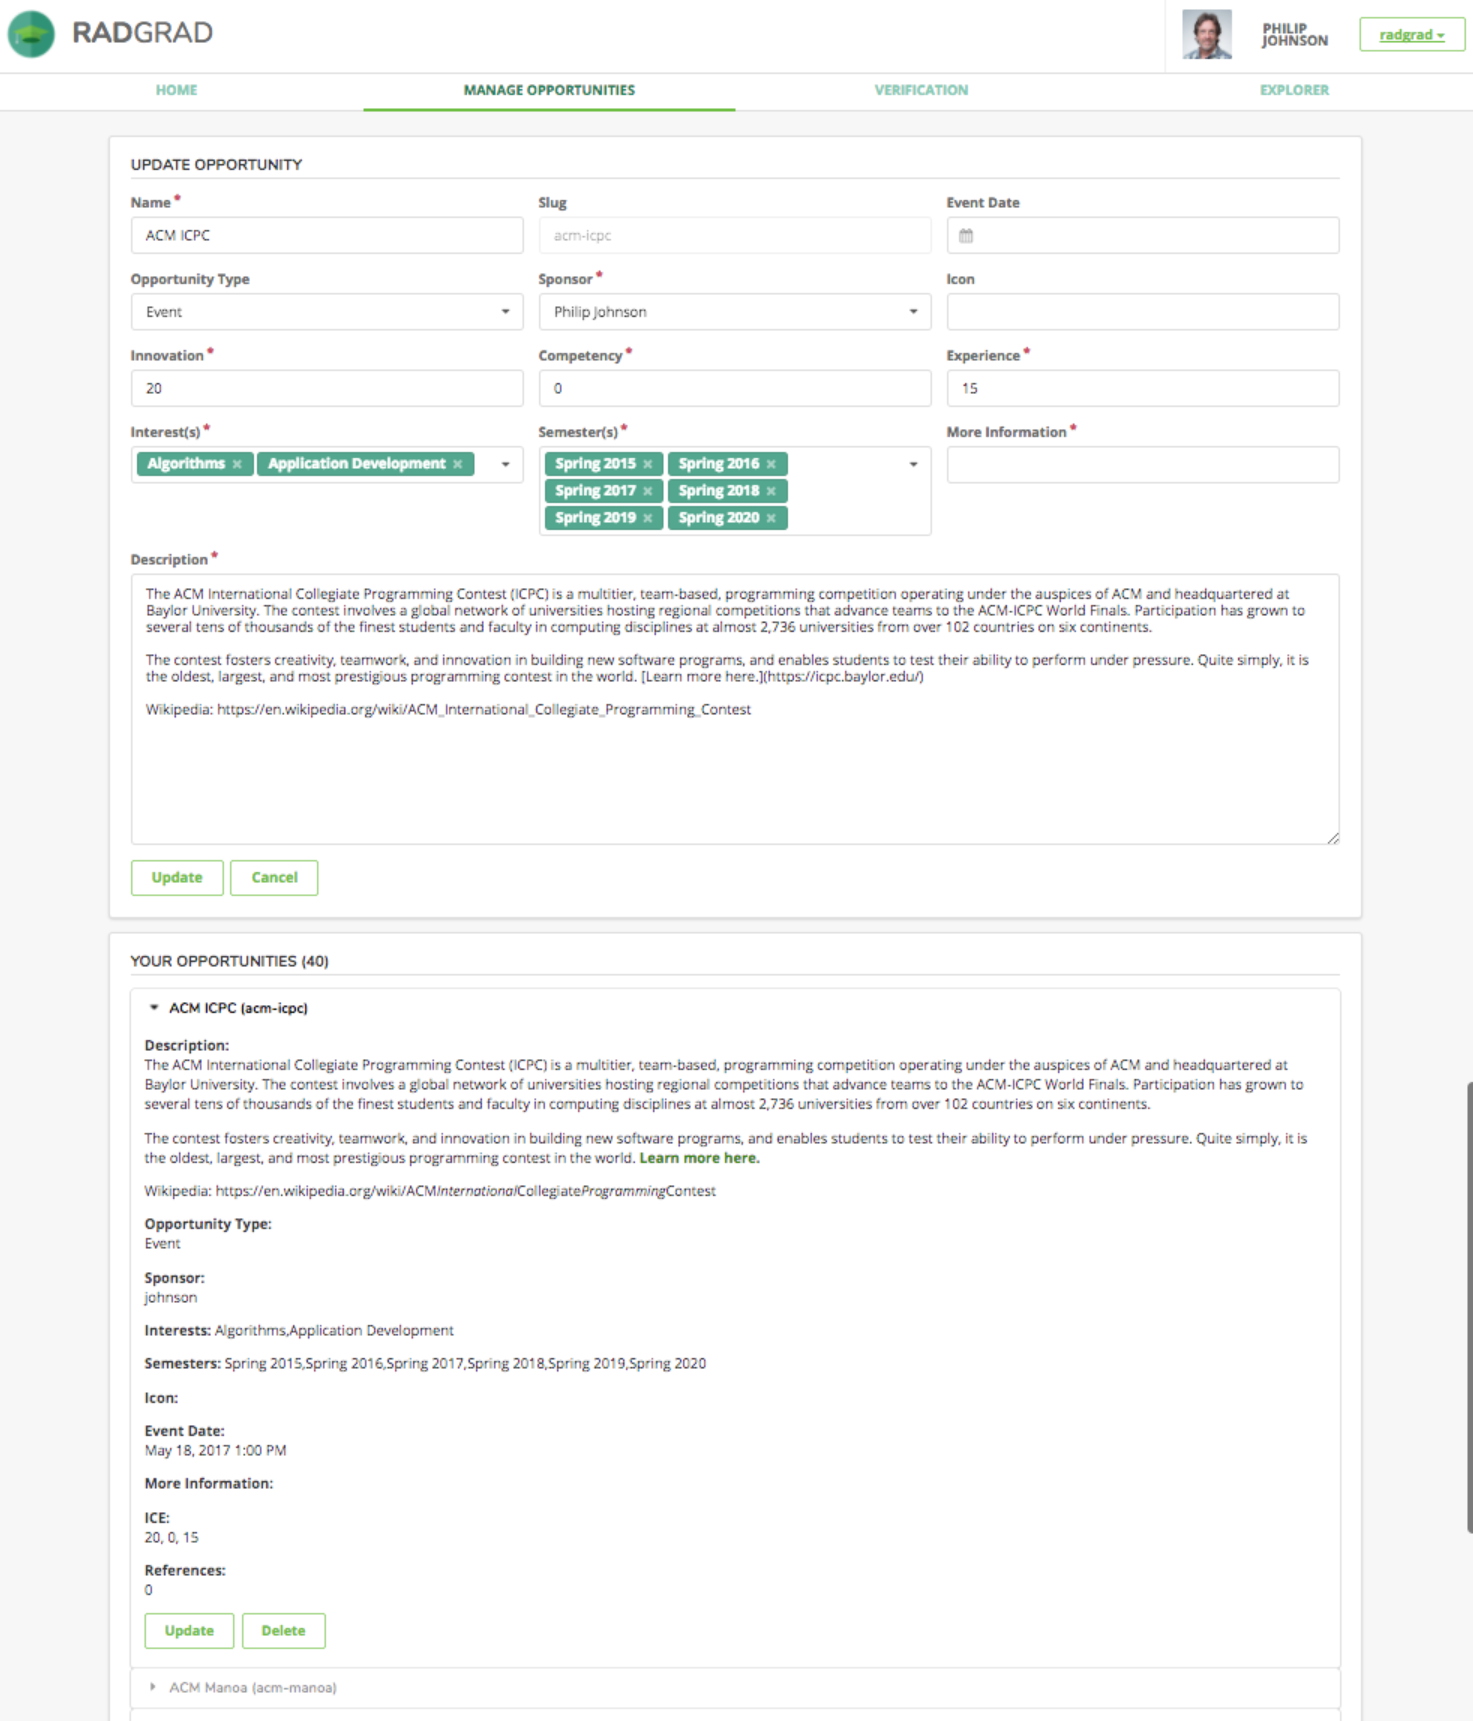 RADGRAD
PHILIP
JOHNSON
radgrad
HOME
MANAGE OPPORTUNITIES
VERIFICATION
EXPLORER
UPDATE OPPORTUNITY
Name *
Slug
Event Date
ACM ICPC
acm-icpc
Opportunity Type
Sponsor *
Icon
Event
Philip Johnson
Innovation *
Competency *
Experience *
20
0
15
Interest(s) *
Semester(s) *
More Information *
Algorithms × Application Development ×
Spring 2015 × Spring 2016 ×
Spring 2017 × Spring 2018 ×
Spring 2019 × Spring 2020 ×
Description *
The ACM International Collegiate Programming Contest (ICPC) is a multitier, team-based, programming competition operating under the auspices of ACM and headquartered at
Baylor University. The contest involves a global network of universities hosting regional competitions that advance teams to the ACM-ICPC World Finals. Participation has grown to
several tens of thousands of the finest students and faculty in computing disciplines at almost 2,736 universities from over 102 countries on six continents.
The contest fosters creativity, teamwork, and innovation in building new software programs, and enables students to test their ability to perform under pressure. Quite simply, it is
the oldest, largest, and most prestigious programming contest in the world. [Learn more here.](https://icpc.baylor.edu/)
Wikipedia: https://en.wikipedia.org/wiki/ACM_International_Collegiate_Programming_Contest
Update
Cancel
YOUR OPPORTUNITIES (40)
ACM ICPC (acm-icpc)
Description:
The ACM International Collegiate Programming Contest (ICPC) is a multitier, team-based, programming competition operating under the auspices of ACM and headquartered at
Baylor University. The contest involves a global network of universities hosting regional competitions that advance teams to the ACM-ICPC World Finals. Participation has grown to
several tens of thousands of the finest students and faculty in computing disciplines at almost 2,736 universities from over 102 countries on six continents.
The contest fosters creativity, teamwork, and innovation in building new software programs, and enables students to test their ability to perform under pressure. Quite simply, it is
the oldest, largest, and most prestigious programming contest in the world. Learn more here.
Wikipedia: https://en.wikipedia.org/wiki/ACMInternationalCollegiateProgrammingContest
Opportunity Type:
Event
Sponsor:
johnson
Interests: Algorithms,Application Development
Semesters: Spring 2015,Spring 2016,Spring 2017,Spring 2018,Spring 2019,Spring 2020
Icon:
Event Date:
May 18, 2017 1:00 PM
More Information:
ICE:
20, 0, 15
References:
0
Update
Delete
ACM Manoa (acm-manoa)